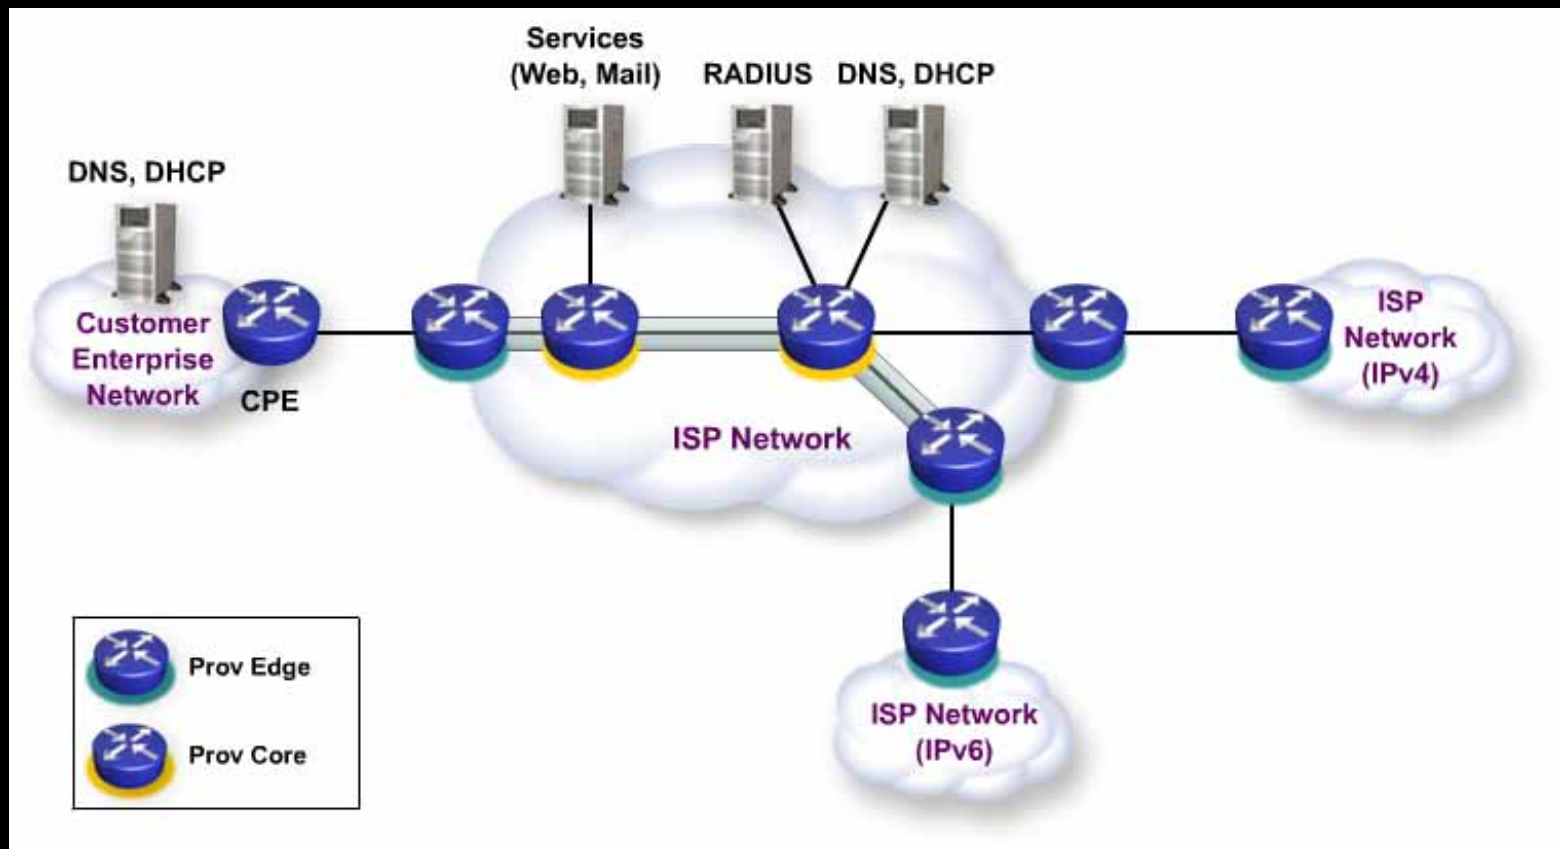 Services
(Web, Mail)
RADIUS
DNS, DHCP
DNS, DHCP
Customer
Enterprise
Network
CPE
ISP
Network
(IPv4)
ISP Network
ISP Network
(IPv6)
Prov Edge
Prov Core